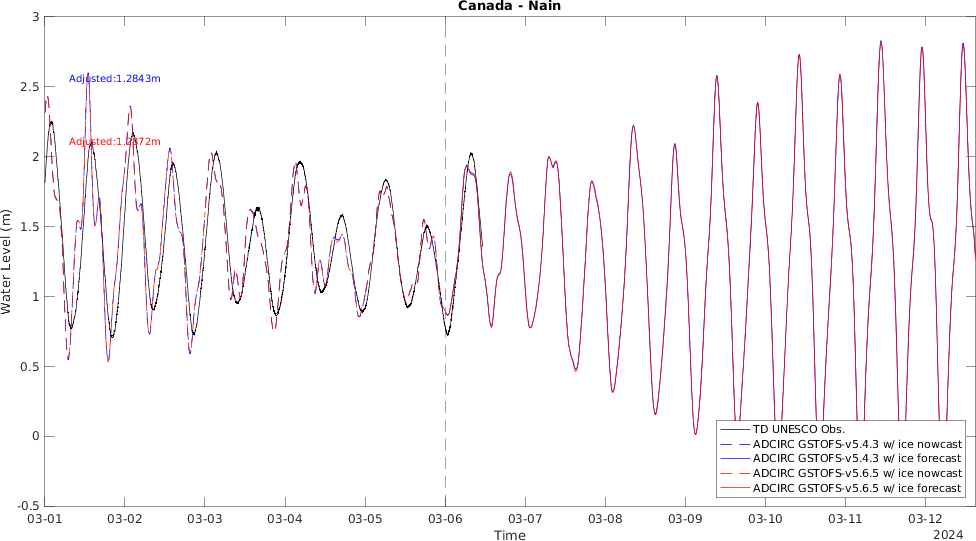 Canada - Nain
3
2.5
2
1.5
1
0.5
0
-0.5
Water Level (m)
Adjusted:1.2843m
Adjusted:1.2872m
TD UNESCO Obs.
ADCIRC GSTOFS-v5.4.3 w/ ice nowcast
ADCIRC GSTOFS-v5.4.3 w/ ice forecast
ADCIRC GSTOFS-v5.6.5 w/ ice nowcast
ADCIRC GSTOFS-v5.6.5 w/ ice forecast
03-01 03-02 03-03 03-04 03-05 03-06 03-07 03-08 03-09 03-10 03-11 03-12
Time
2024